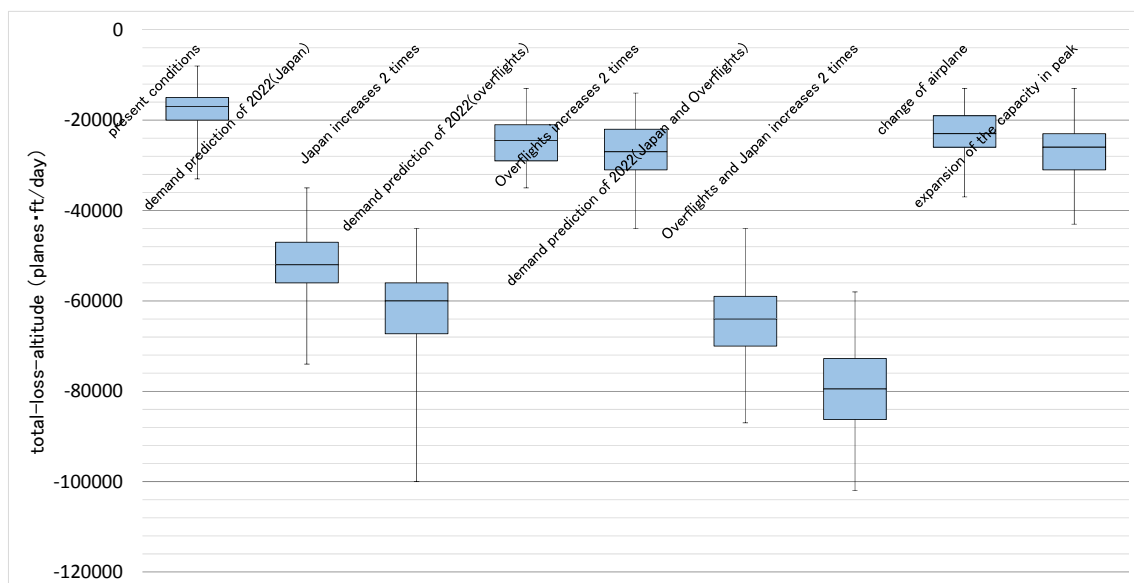 0
-20000
-40000
-60000
-80000
-100000
-120000
total-loss-altitude (planes・ft/day)
present conditions
demand prediction of 2022(Japan)
Japan increases 2 times
demand prediction of 2022(overflights)
Overflights increases 2 times
demand prediction of 2022(Japan and Overflights)
Overflights and Japan increases 2 times
change of airplane
expansion of the capacity in peak